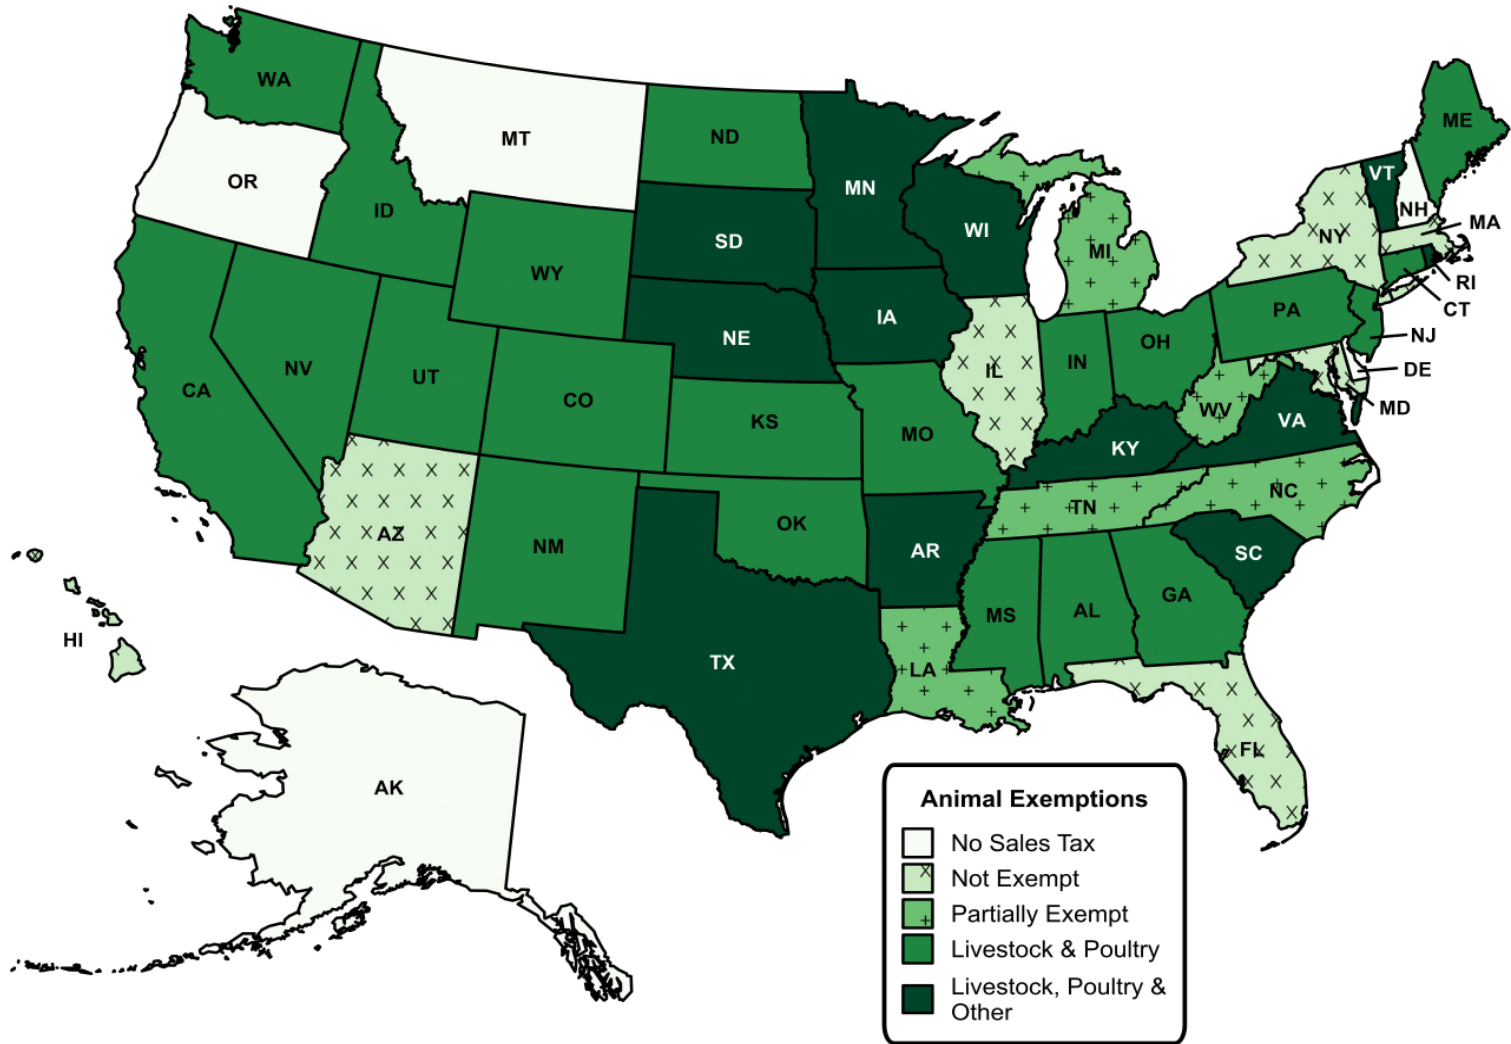 WA
MT
ND
ME
OR
ID
MN
VT
NH
MA
NY
SD
WI
MI
WY
RI
CT
PA
NE
IA
NJ
OH
NV
UT
IN
IL
DE
CA
CO
MD
WV
KS
VA
MO
KY
NC
TN
OK
AZ
NM
AR
SC
GA
MS
AL
HI
TX
LA
FL
AK
Animal Exemptions
No Sales Tax
Not Exempt
Partially Exempt
Livestock & Poultry
Livestock, Poultry &
Other